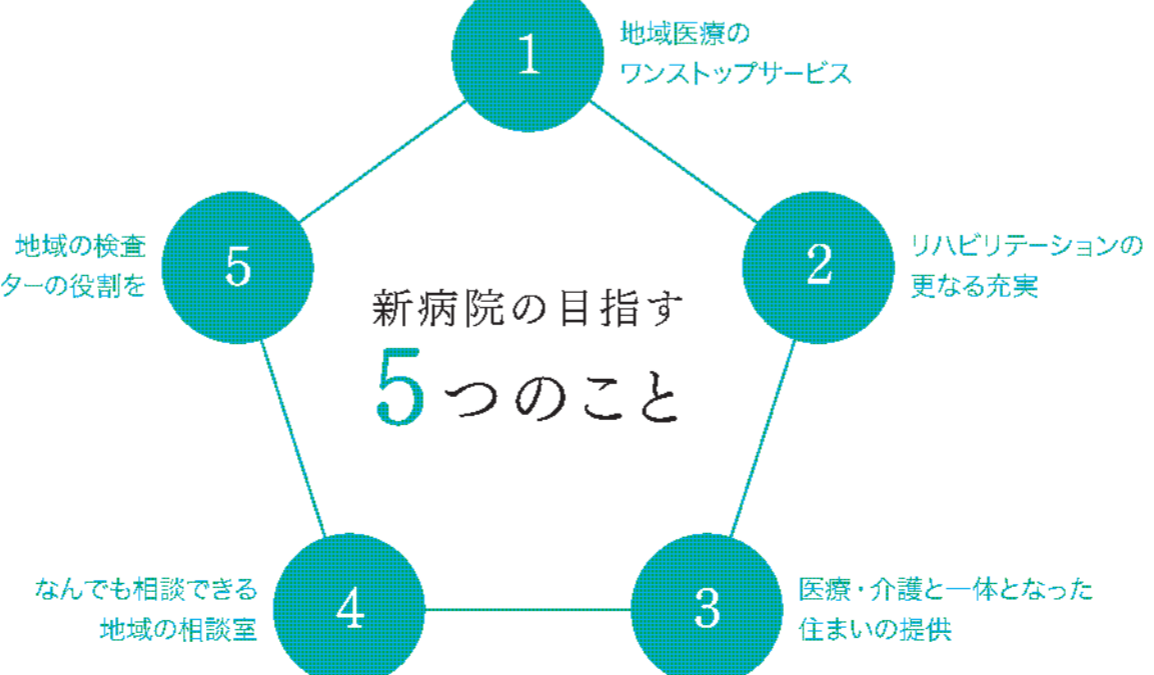 1
地域医療の
ワンストップサービス
2
リハビリテーションの
更なる充実
3
医療・介護と一体となった
住まいの提供
4
なんでも相談できる
地域の相談室
5
地域の検査
ターの役割を
新病院の目指す
5つのこと